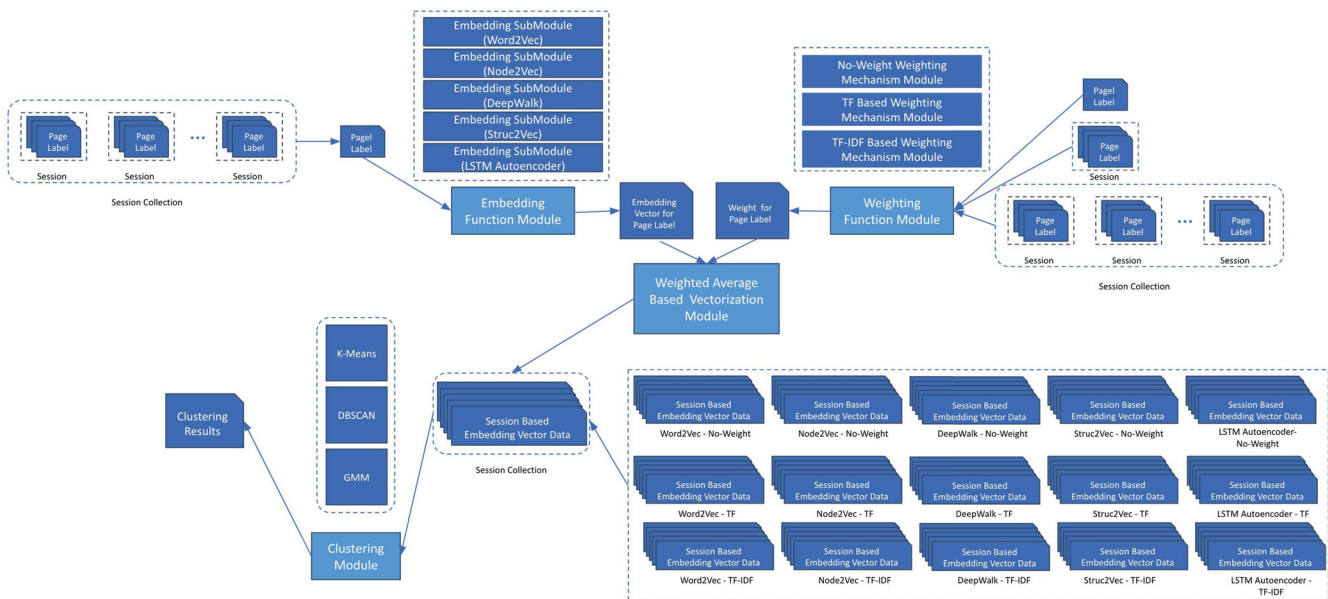 Embedding SubModule
(Word2Vec)
Embedding SubModule
(Node2Vec)
Embedding SubModule
(DeepWalk)
Embedding SubModule
(Struc2Vec)
Embedding SubModule
(LSTM Autoencoder)
No-Weight Weighting
Mechanism Module
TF Based Weighting
Mechanism Module
TF-IDF Based Weighting
Mechanism Module
Page
Label
Page
Label
...
Page
Label
Session
Session
Session
Session Collection
Pagel
Label
Pagel
Label
Page
Label
Session
Embedding
Function Module
Embedding
Vector for
Page Label
Weight for
Page Label
Weighting
Function Module
Page
Label
Page
Label
...
Page
Label
Session
Session
Session
Session Collection
Weighted Average
Based Vectorization
Module
K-Means
DBSCAN
GMM
Clustering
Results
Clustering
Module
Session Based
Embedding Vector Data
Session Collection
Session Based
Embedding Vector Data
Word2Vec - No-Weight
Session Based
Embedding Vector Data
Node2Vec - No-Weight
Session Based
Embedding Vector Data
DeepWalk - No-Weight
Session Based
Embedding Vector Data
Struc2Vec - No-Weight
Session Based
Embedding Vector Data
LSTM Autoencoder-
No-Weight
Session Based
Embedding Vector Data
Word2Vec - TF
Session Based
Embedding Vector Data
Node2Vec - TF
Session Based
Embedding Vector Data
DeepWalk - TF
Session Based
Embedding Vector Data
Struc2Vec - TF
Session Based
Embedding Vector Data
LSTM Autoencoder - TF
Session Based
Embedding Vector Data
Word2Vec - TF-IDF
Session Based
Embedding Vector Data
Node2Vec - TF-IDF
Session Based
Embedding Vector Data
DeepWalk - TF-IDF
Session Based
Embedding Vector Data
Struc2Vec - TF-IDF
Session Based
Embedding Vector Data
LSTM Autoencoder -
TF-IDF